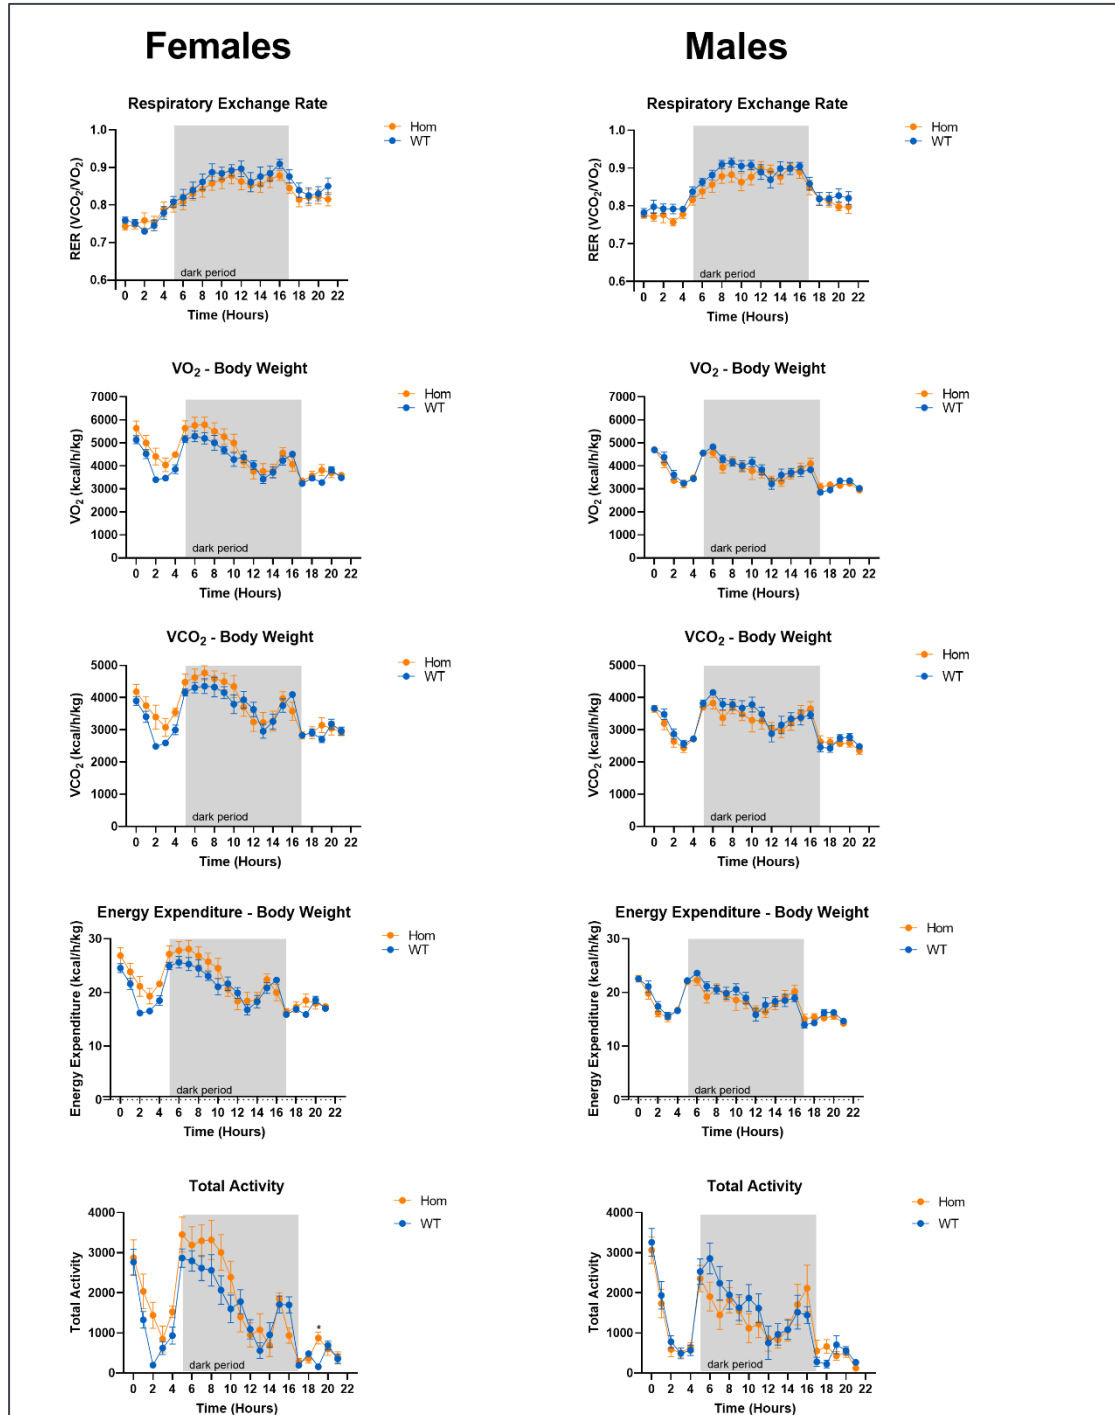 Females
Males
Respiratory Exchange Rate
Hom
WT
RER (VCO2/VO2)
1.0
0.9
0.8
0.7
0.6
dark period
0 2 4 6 8 10 12 14 16 18 20 22
Time (Hours)
Respiratory Exchange Rate
Hom
WT
RER (VCO2/VO2)
1.0
0.9
0.8
0.7
0.6
dark period
0 2 4 6 8 10 12 14 16 18 20 22
Time (Hours)
VO2 - Body Weight
Hom
WT
VO2 (kcal/h/kg)
7000
6000
5000
4000
3000
2000
1000
0
dark period
0 2 4 6 8 10 12 14 16 18 20 22
Time (Hours)
VO2 - Body Weight
Hom
WT
VO2 (kcal/h/kg)
7000
6000
5000
4000
3000
2000
1000
0
dark period
0 2 4 6 8 10 12 14 16 18 20 22
Time (Hours)
VCO2 - Body Weight
Hom
WT
VCO2 (kcal/h/kg)
5000
4000
3000
2000
1000
0
dark period
0 2 4 6 8 10 12 14 16 18 20 22
Time (Hours)
VCO2 - Body Weight
Hom
WT
VCO2 (kcal/h/kg)
5000
4000
3000
2000
1000
0
dark period
0 2 4 6 8 10 12 14 16 18 20 22
Time (Hours)
Energy Expenditure - Body Weight
Hom
WT
Energy Expenditure (kcal/h/kg)
30
20
10
0
dark period
0 2 4 6 8 10 12 14 16 18 20 22
Time (Hours)
Energy Expenditure - Body Weight
Hom
WT
Energy Expenditure (kcal/h/kg)
30
20
10
0
dark period
0 2 4 6 8 10 12 14 16 18 20 22
Time (Hours)
Total Activity
Hom
WT
Total Activity
4000
3000
2000
1000
0
*
dark period
0 2 4 6 8 10 12 14 16 18 20 22
Time (Hours)
Total Activity
Hom
WT
Total Activity
4000
3000
2000
1000
0
dark period
0 2 4 6 8 10 12 14 16 18 20 22
Time (Hours)